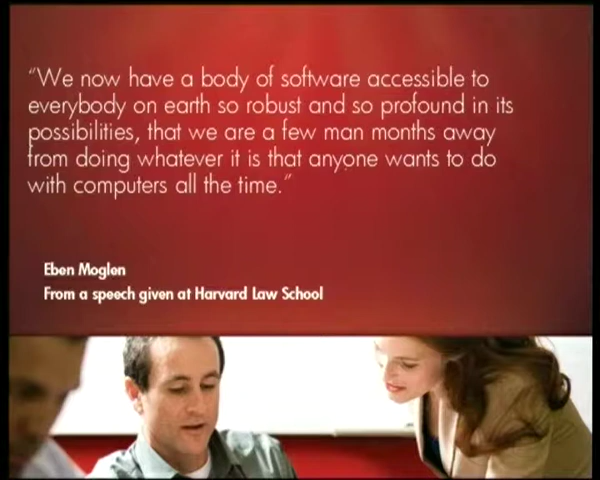 “We now have a body of software accessible to
everybody on earth so robust and so profound in its
possibilities, that we are a few man months away
from doing whatever it is that anyone wants to do
with computers all the time.”
Eben Moglen
From a speech given at Harvard Law School